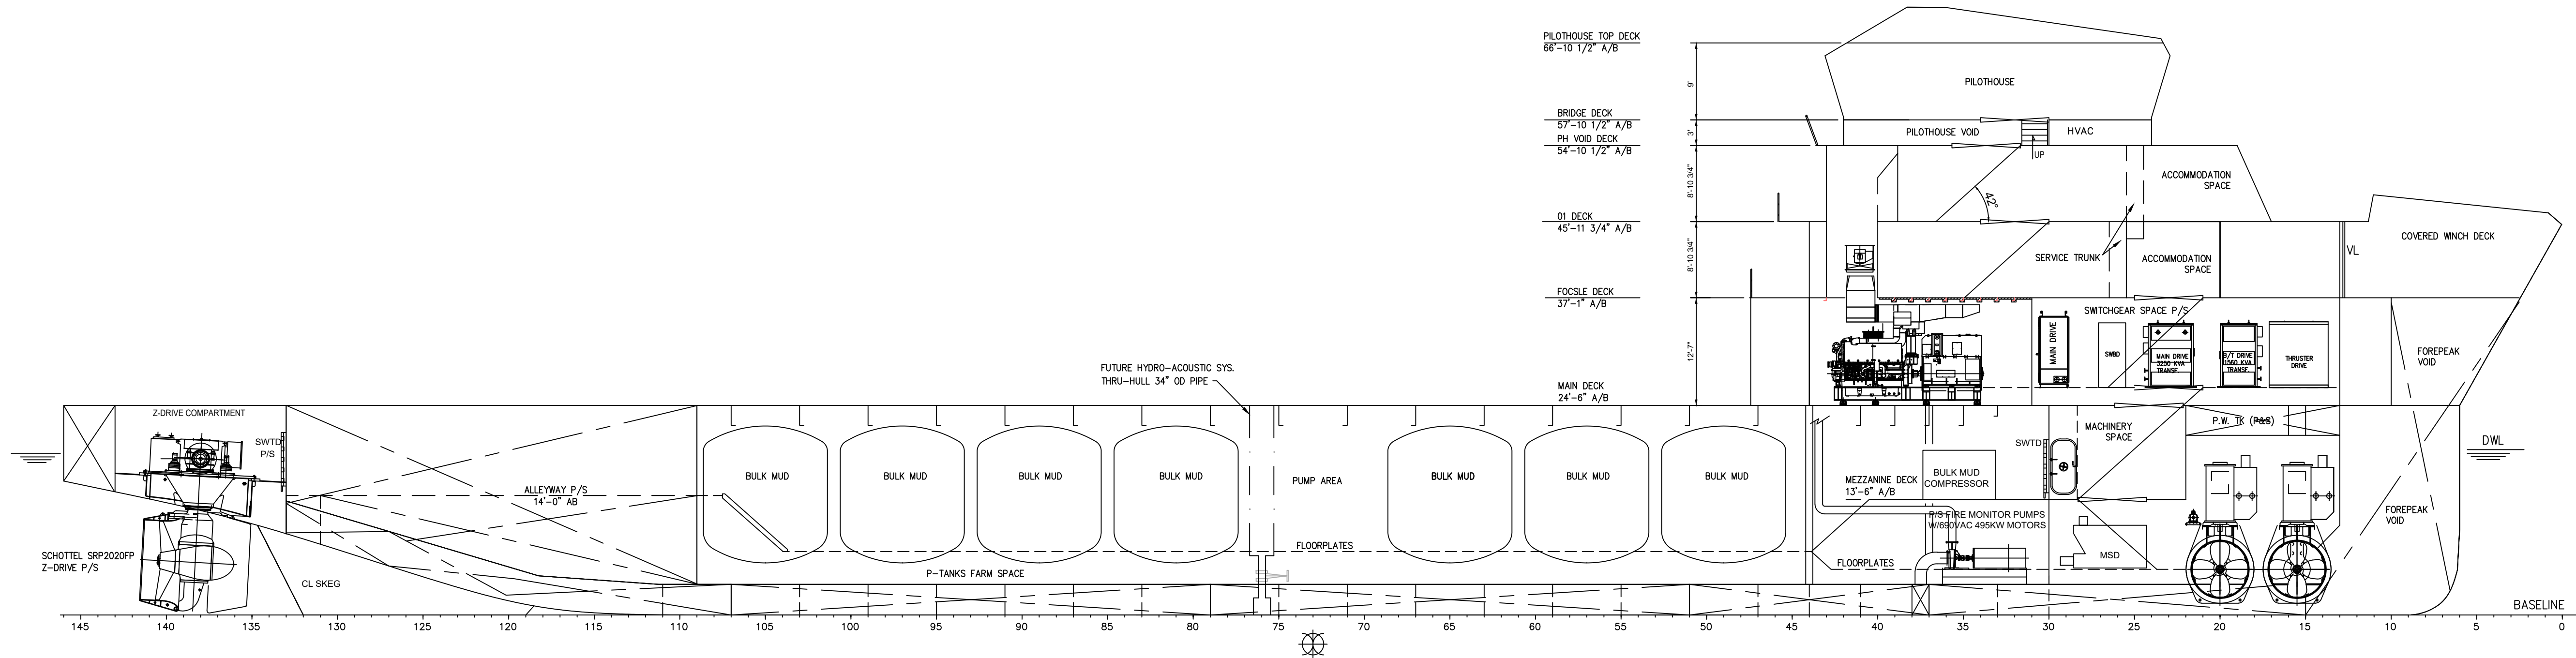 PILOTHOUSE TOP DECK
66'-10 1/2" A/B
9'
PILOTHOUSE
BRIDGE DECK
57'-10 1/2" A/B
3'
PILOTHOUSE VOID
HVAC
PH VOID DECK
54'-10 1/2" A/B
UP
8'-10 3/4"
42°
ACCOMMODATION
SPACE
01 DECK
45'-11 3/4" A/B
8'-10 3/4"
SERVICE TRUNK
ACCOMMODATION
SPACE
VL
COVERED WINCH DECK
FOCSLE DECK
37'-1" A/B
12'-7"
SWITCHGEAR SPACE P/S
MAIN DRIVE
SWBD
MAIN DRIVE
3250 KVA
TRANSF.
B/T DRIVE
1560 KVA
TRANSF.
THRUSTER
DRIVE
FOREPEAK
VOID
FUTURE HYDRO-ACOUSTIC SYS.
THRU-HULL 34" OD PIPE
MAIN DECK
24'-6" A/B
Z-DRIVE COMPARTMENT
SWTD
P/S
ALLEYWAY P/S
14'-0" AB
BULK MUD
BULK MUD
BULK MUD
BULK MUD
PUMP AREA
BULK MUD
BULK MUD
BULK MUD
MEZZANINE DECK
13'-6" A/B
BULK MUD
COMPRESSOR
SWTD
MACHINERY
SPACE
P.W. TK (P&S)
DWL
P/S FIRE MONITOR PUMPS
W/690VAC 495KW MOTORS
MSD
FOREPEAK
VOID
SCHOTTEL SRP2020FP
Z-DRIVE P/S
CL SKEG
FLOORPLATES
P-TANKS FARM SPACE
FLOORPLATES
BASELINE
145 140 135 130 125 120 115 110 105 100 95 90 85 80 75 70 65 60 55 50 45 40 35 30 25 20 15 10 5 0